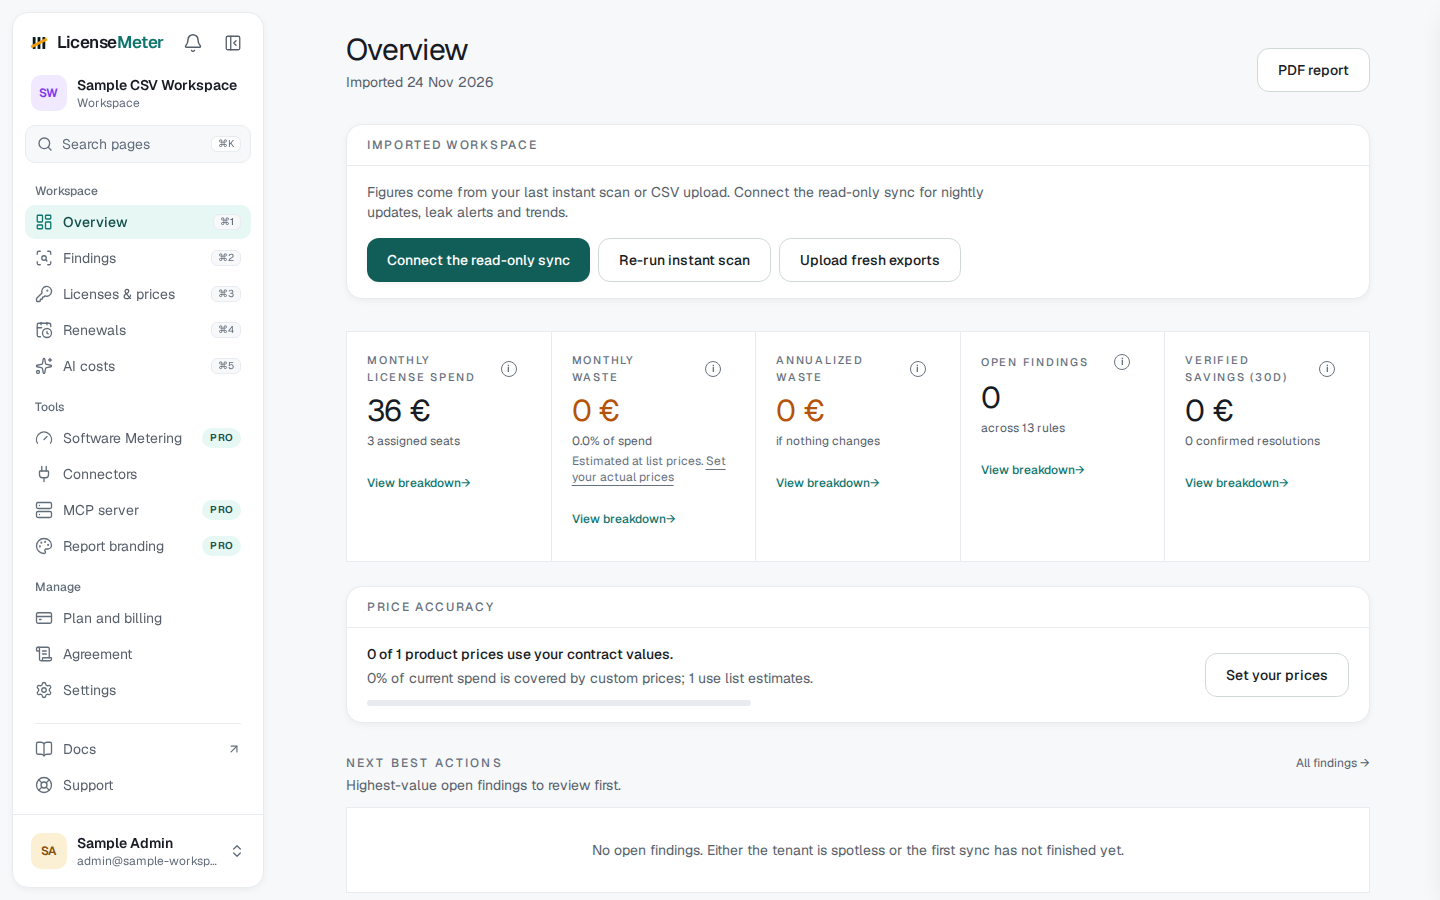 LicenseMeter
SW
Sample CSV Workspace
Workspace
Search pages
⌘K
Workspace
Overview
⌘1
Findings
⌘2
Licenses & prices
⌘3
Renewals
⌘4
AI costs
⌘5
Tools
Software Metering
PRO
Connectors
MCP server
PRO
Report branding
PRO
Manage
Plan and billing
Agreement
Settings
Docs
Support
SA
Sample Admin
admin@sample-worksp...
Overview
Imported 24 Nov 2026
PDF report
IMPORTED WORKSPACE
Figures come from your last instant scan or CSV upload. Connect the read-only sync for nightly
updates, leak alerts and trends.
Connect the read-only sync
Re-run instant scan
Upload fresh exports
MONTHLY
LICENSE SPEND
36 €
3 assigned seats
View breakdown→
MONTHLY
WASTE
0 €
0.0% of spend
Estimated at list prices. Set
your actual prices
View breakdown→
ANNUALIZED
WASTE
0 €
if nothing changes
View breakdown→
OPEN FINDINGS
0
across 13 rules
View breakdown→
VERIFIED
SAVINGS (30D)
0 €
0 confirmed resolutions
View breakdown→
PRICE ACCURACY
0 of 1 product prices use your contract values.
0% of current spend is covered by custom prices; 1 use list estimates.
Set your prices
NEXT BEST ACTIONS
Highest-value open findings to review first.
All findings →
No open findings. Either the tenant is spotless or the first sync has not finished yet.